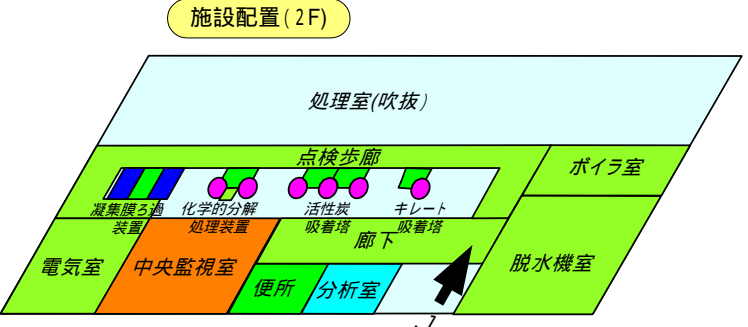 施設配置(2F)
処理室(吹抜)
点検歩廊
ボイラ室
凝集膜ろ過
装置
化学的分解
処理装置
活性炭
吸着塔
キレート
吸着塔
廊下
電気室
中央監視室
脱水機室
便所
分析室